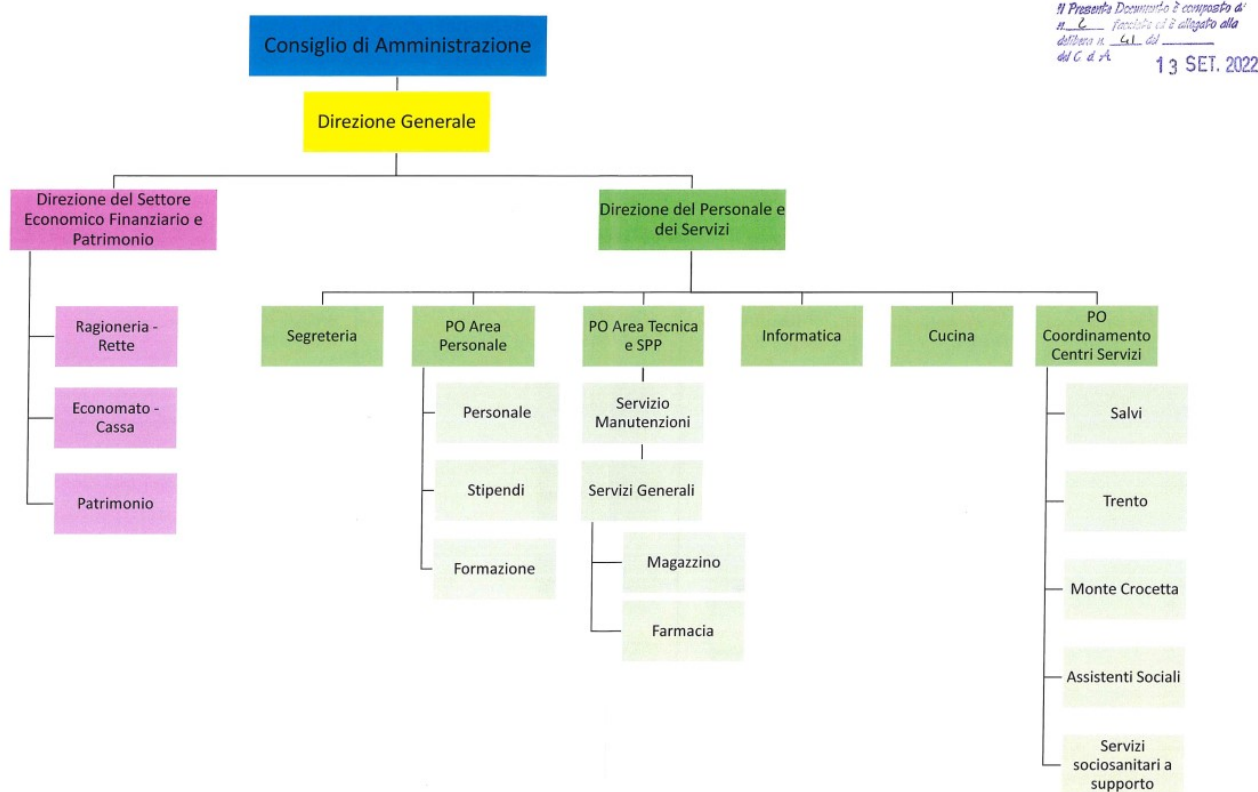 Il Presente Documento è composto di
n. 2 facciate ed è allegato alla
delibera n. 41 del
del C. d. A.
13 SET. 2022
Consiglio di Amministrazione
Direzione Generale
Direzione del Settore
Economico Finanziario e
Patrimonio
Direzione del Personale e
dei Servizi
Ragioneria -
Rette
Economato -
Cassa
Patrimonio
Segreteria
PO Area
Personale
PO Area Tecnica
e SPP
Informatica
Cucina
PO
Coordinamento
Centri Servizi
Personale
Stipendi
Formazione
Servizio
Manutenzioni
Servizi Generali
Magazzino
Farmacia
Salvi
Trento
Monte Crocetta
Assistenti Sociali
Servizi
sociosanitari a
supporto